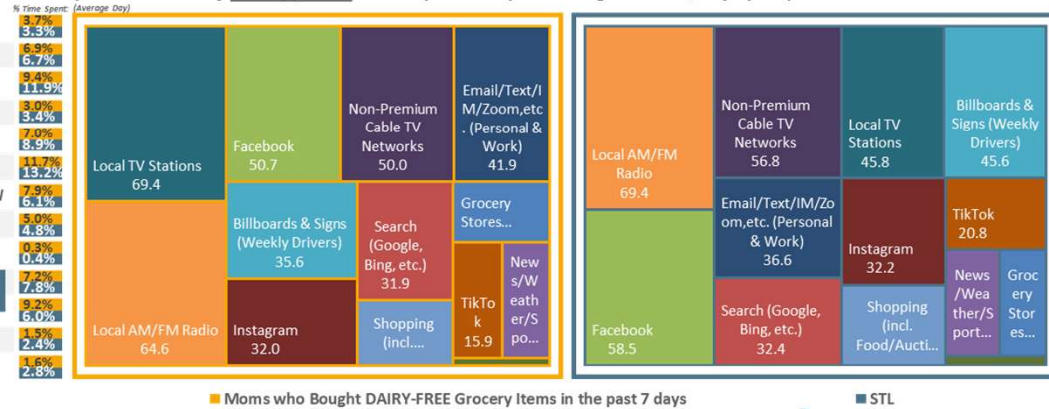 % Time Spent: (Average Day)
3.7%
3.3%
6.9%
6.7%
9.4%
11.9%
3.0%
3.4%
7.0%
8.9%
11.7%
13.2%
7.9%
6.1%
5.0%
4.8%
0.3%
0.4%
7.2%
7.8%
9.2%
6.0%
1.5%
2.4%
1.6%
2.8%
Local TV Stations
69.4
Facebook
50.7
Non-Premium
Cable TV
Networks
50.0
Email/Text/I
M/Zoom,etc
. (Personal &
Work)
41.9
Local AM/FM Radio
64.6
Billboards & Signs
(Weekly Drivers)
35.6
Instagram
32.0
Search
(Google,
Bing, etc.)
31.9
Shopping
(incl....
Grocery
Stores...
TikTo
k
15.9
New
s/W
eath
er/S
po...
Local AM/FM
Radio
69.4
Facebook
58.5
Non-Premium
Cable TV
Networks
56.8
Local TV
Stations
45.8
Billboards &
Signs (Weekly
Drivers)
45.6
Email/Text/IM/Zo
om,etc. (Personal
& Work)
36.6
Search (Google,
Bing, etc.)
32.4
Instagram
32.2
Shopping
(incl.
Food/Aucti...
TikTok
20.8
News
/Wea
ther/S
port...
Groc
ery
Stor
es...
Moms who Bought DAIRY-FREE Grocery Items in the past 7 days
STL